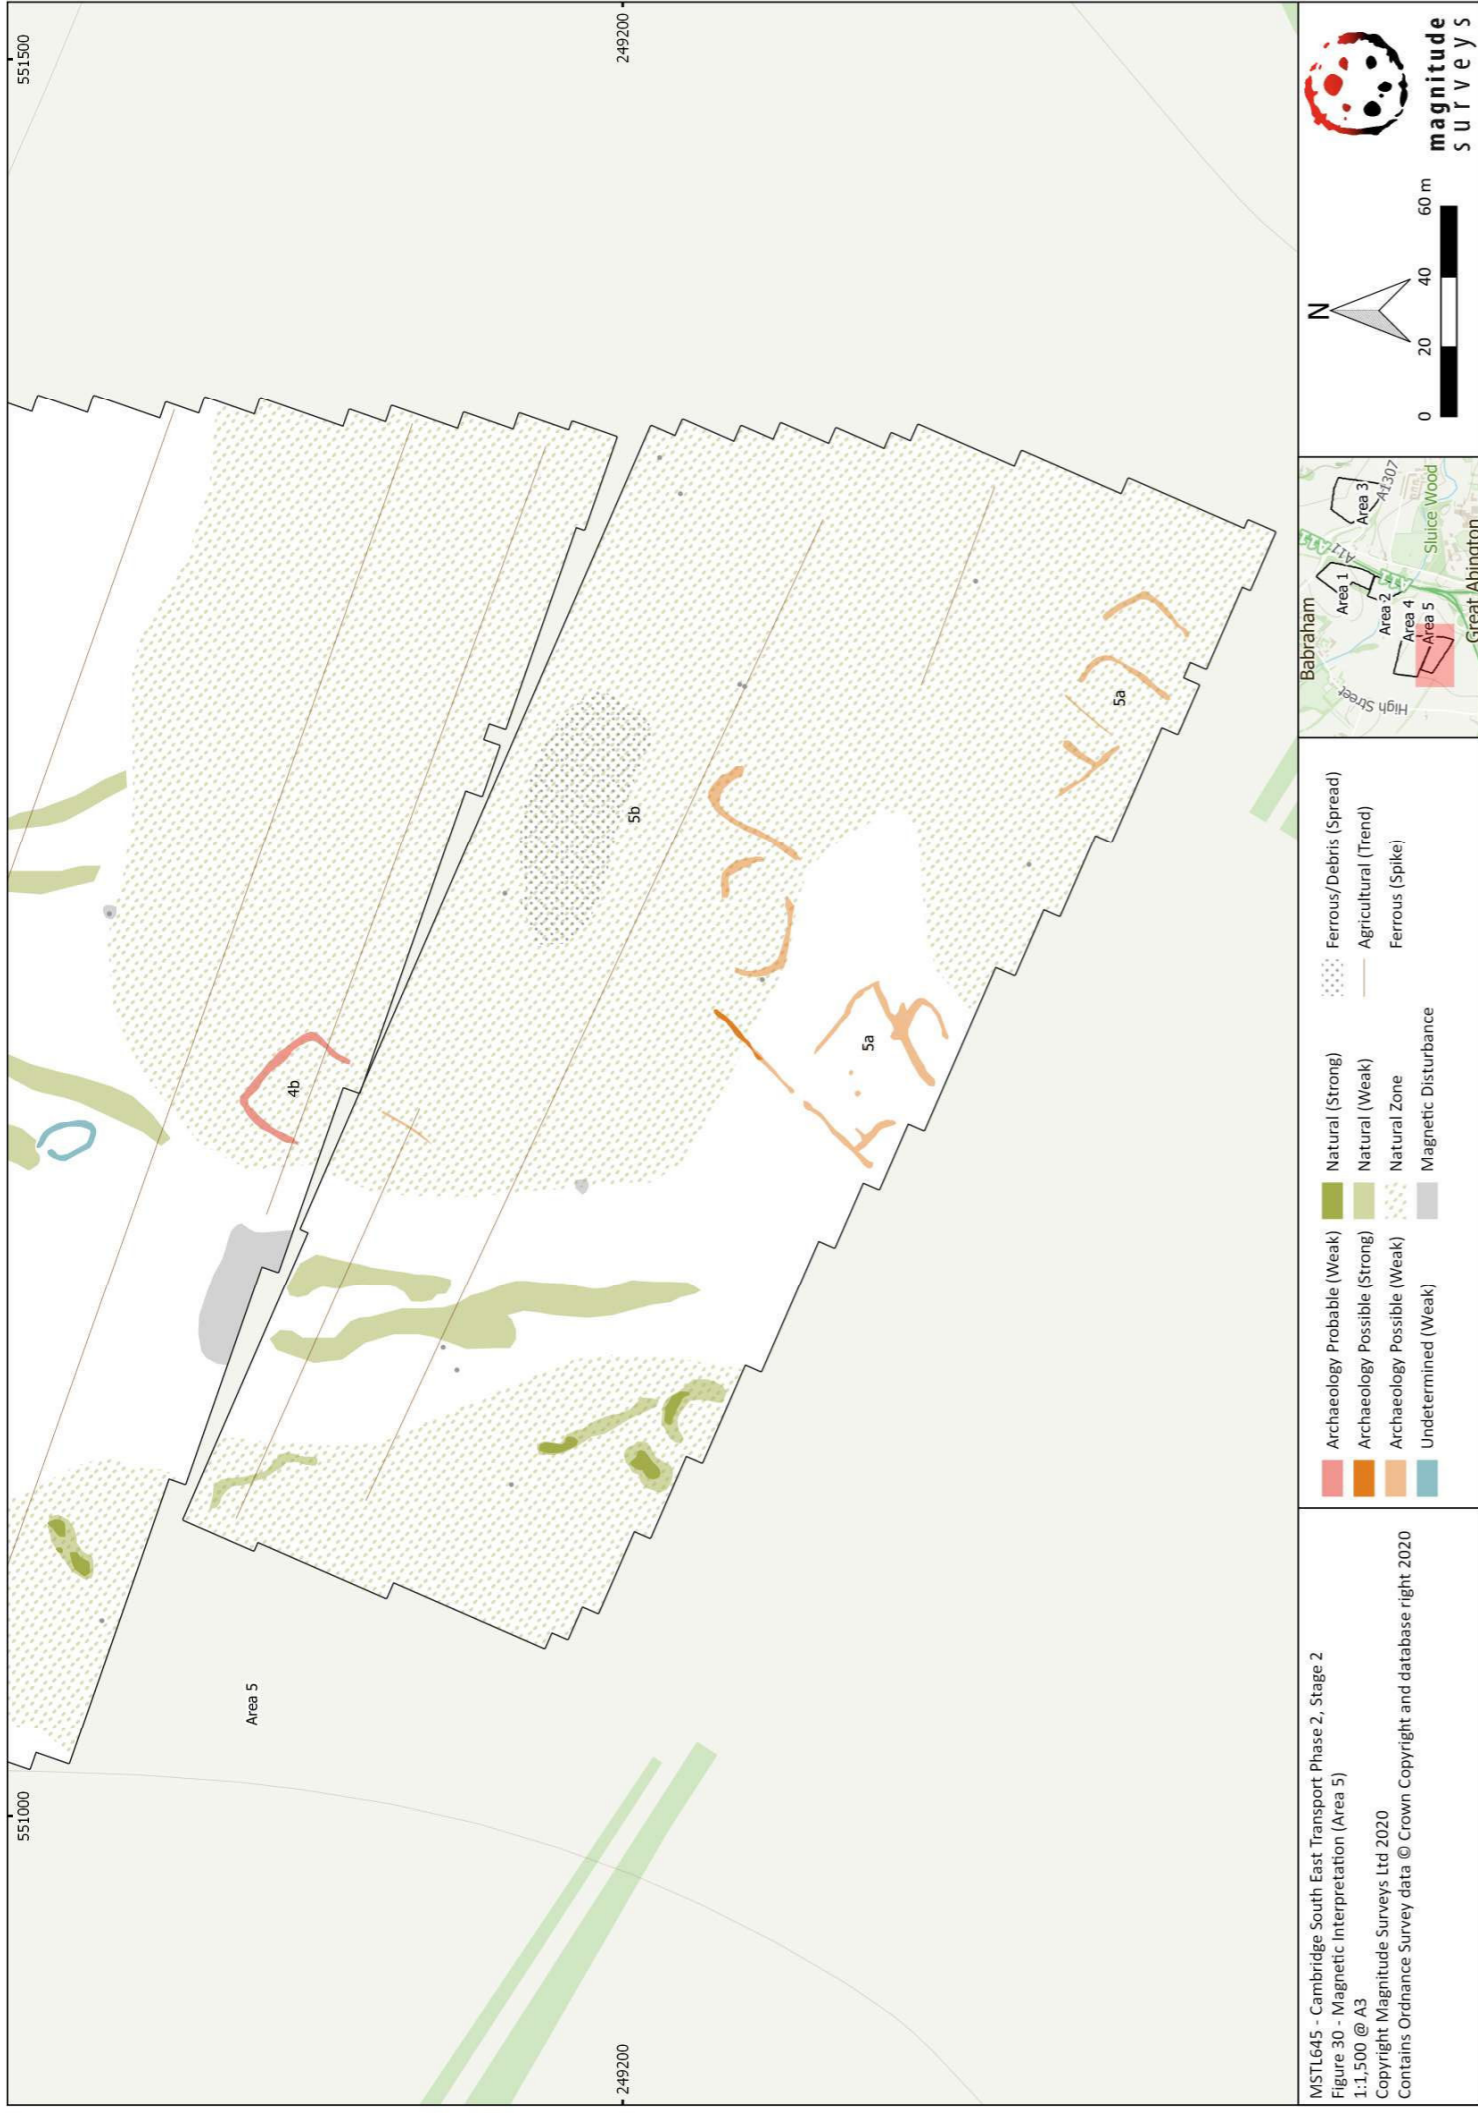 551000
551500
249200
249200
Area 5
4b
5b
5a
5a
MSTL645 - Cambridge South East Transport Phase 2, Stage 2
Figure 30 - Magnetic Interpretation (Area 5)
1:1,500 @ A3
Copyright Magnitude Surveys Ltd 2020
Contains Ordnance Survey data © Crown Copyright and database right 2020
Archaeology Probable (Weak)
Archaeology Possible (Strong)
Archaeology Possible (Weak)
Undetermined (Weak)
Natural (Strong)
Natural (Weak)
Natural Zone
Magnetic Disturbance
Ferrous/Debris (Spread)
Agricultural (Trend)
Ferrous (Spike)
Babraham
High Street
Area 1
Area 2
Area 4
Area 5
Area 3
A11
A11
A11
A1307
Sluice Wood
Great Abington
N
0 20 40 60 m
magnitude
surveys